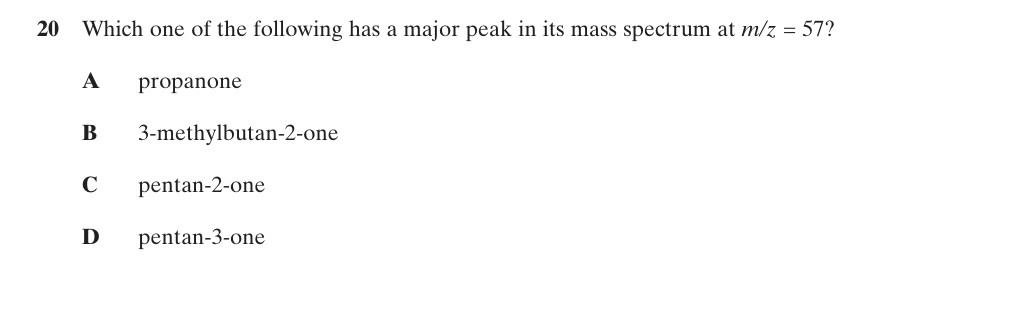 20 Which one of the following has a major peak in its mass spectrum at m/z = 57?
A propanone
B 3-methylbutan-2-one
C pentan-2-one
D pentan-3-one